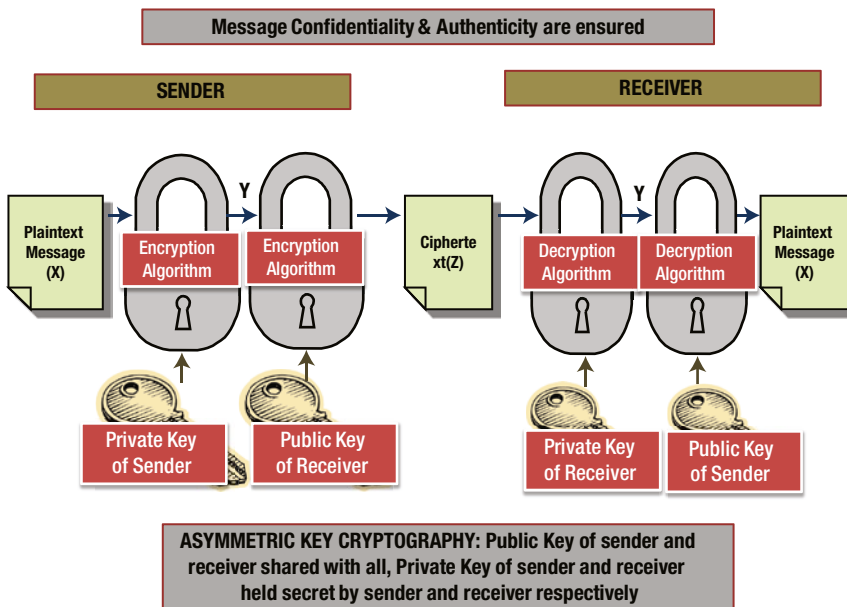 Message Confidentiality & Authenticity are ensured
SENDER
RECEIVER
Plaintext
Message
(X)
Encryption
Algorithm
Y
Encryption
Algorithm
Cipherte
xt(Z)
Decryption
Algorithm
Y
Decryption
Algorithm
Plaintext
Message
(X)
Private Key
of Sender
Public Key
of Receiver
Private Key
of Receiver
Public Key
of Sender
ASYMMETRIC KEY CRYPTOGRAPHY: Public Key of sender and
receiver shared with all, Private Key of sender and receiver
held secret by sender and receiver respectively